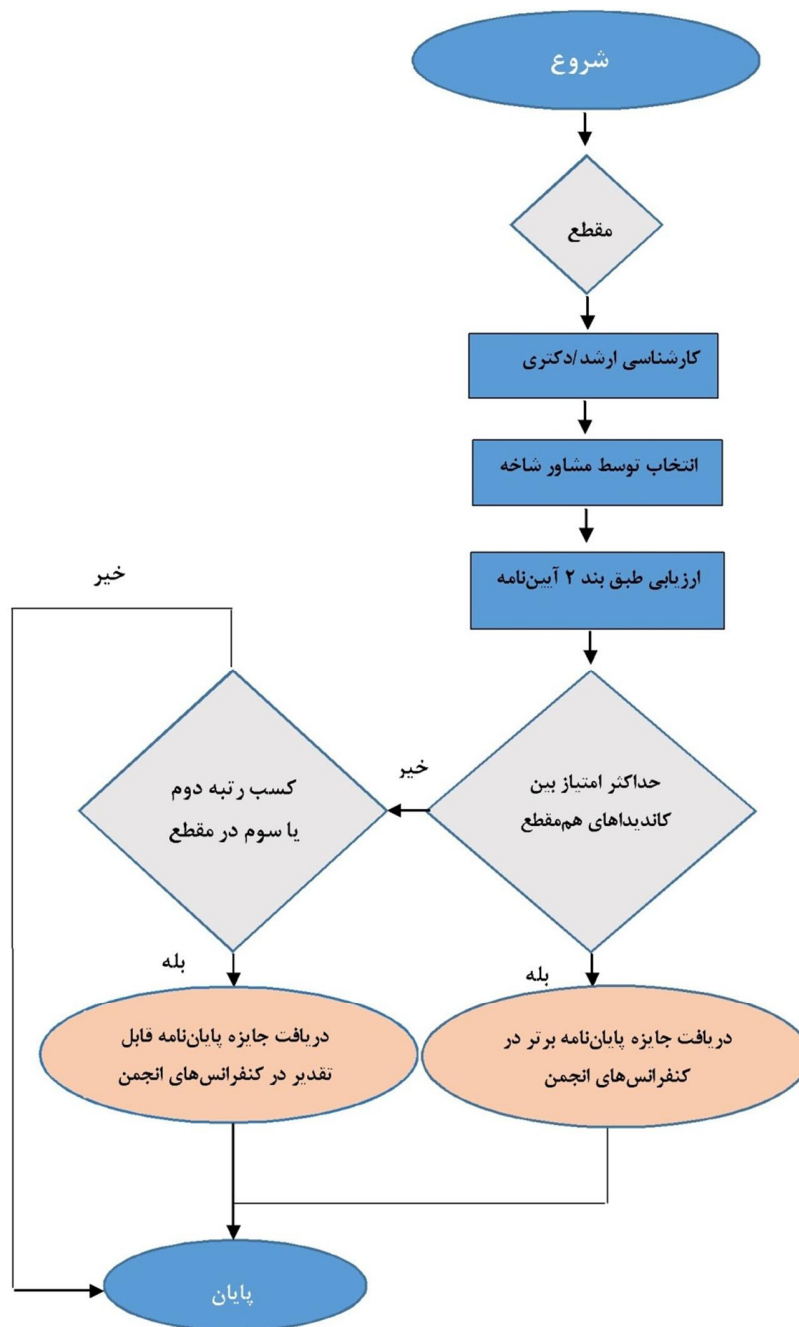 شروع
مقطع
کارشناسی ارشد/دکتری
انتخاب توسط مشاور شاخه
ارزیابی طبق بند ۲ آیین‌نامه
خیر
حداکثر امتیاز بین
کاندیداهای هم‌مقطع
خیر
کسب رتبه دوم
یا سوم در مقطع
بله
بله
دریافت جایزه پایان‌نامه برتر در
کنفرانس‌های انجمن
دریافت جایزه پایان‌نامه قابل
تقدیر در کنفرانس‌های انجمن
پایان